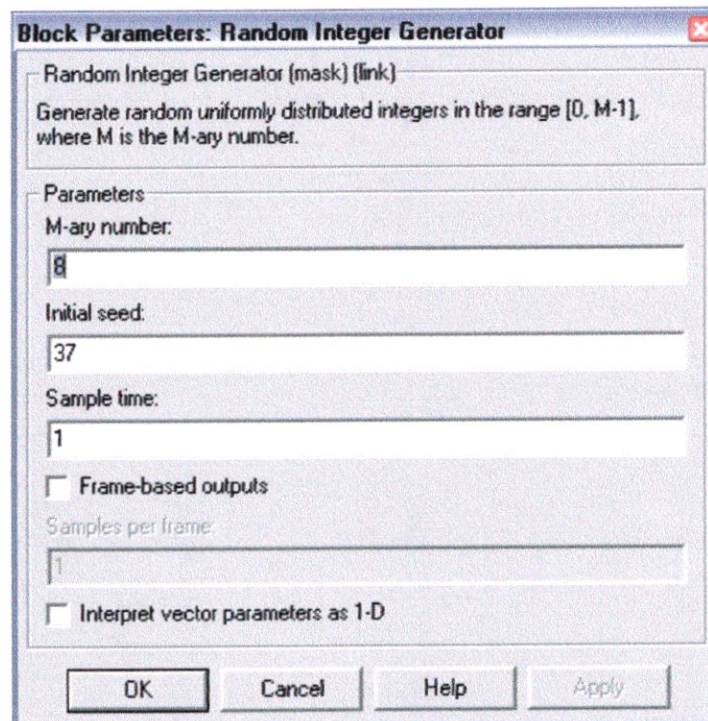 Block Parameters: Random Integer Generator
Random Integer Generator (mask) (link)
Generate random uniformly distributed integers in the range [0, M-1],
where M is the M-ary number.
Parameters
M-ary number:
8
Initial seed:
37
Sample time:
1
Frame-based outputs
Samples per frame:
1
Interpret vector parameters as 1-D
OK Cancel Help Apply